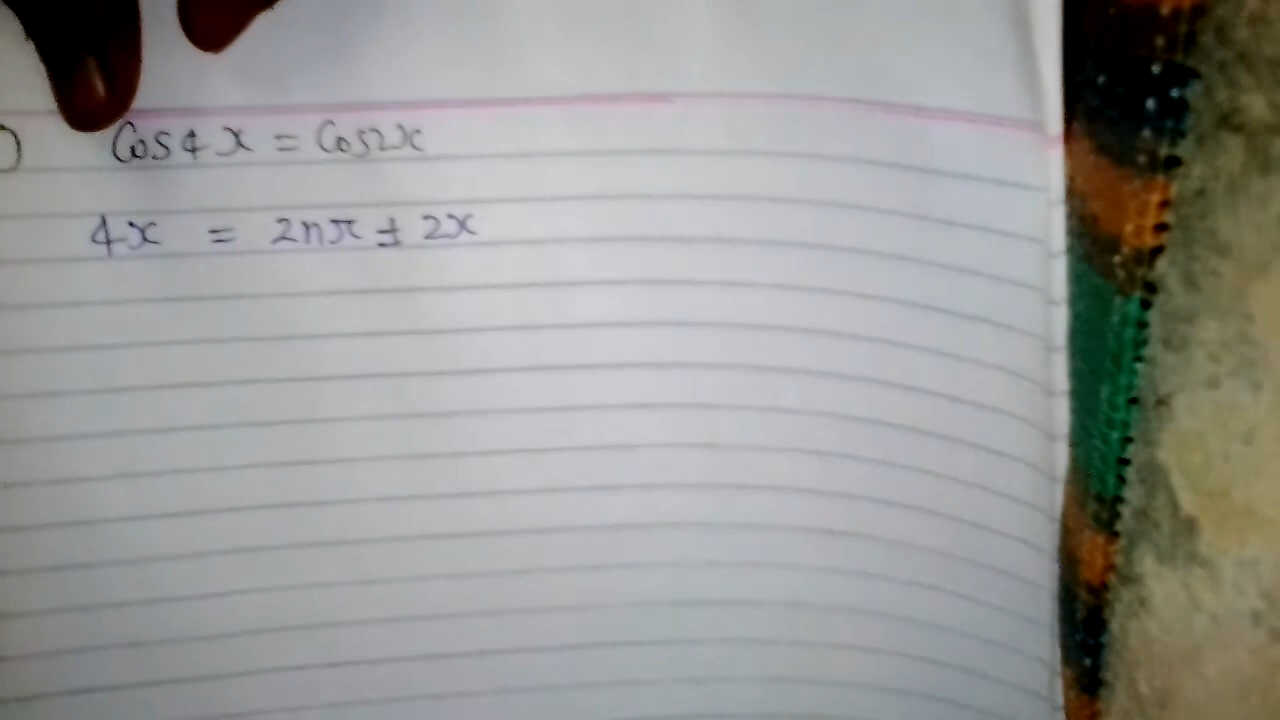 ) Cos4x = Cos2x
4x = 2nπ ± 2x